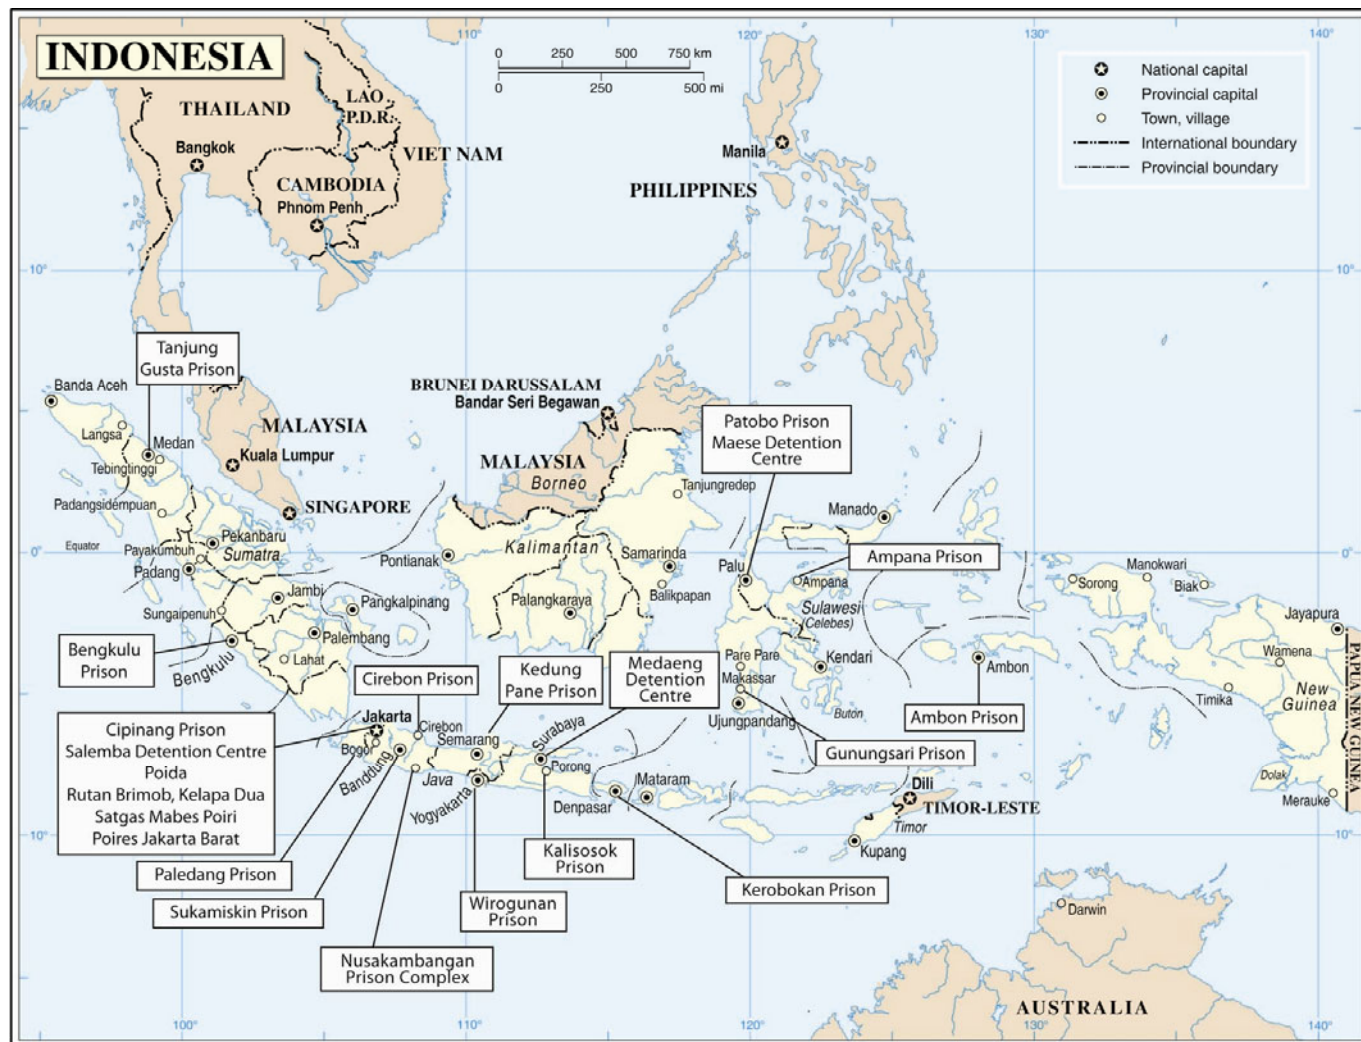 INDONESIA
0 250 500 750 km
0 250 500 mi
120°
130°
140°
National capital
Provincial capital
Town, village
International boundary
Provincial boundary
THAILAND
LAO
P.D.R.
Bangkok
VIET NAM
CAMBODIA
Phnom Penh
Manila
PHILIPPINES
10°
10°
Tanjung
Gusta Prison
Banda Aceh
Langsa
Medan
Tebingtinggi
MALAYSIA
Kuala Lumpur
BRUNEI DARUSSALAM
Bandar Seri Begawan
Patobo Prison
Maese Detention
Centre
MALAYSIA
Borneo
Tanjungredep
Padangsidempuan
SINGAPORE
Manado
Pekanbaru
Sumatra
Payakumbuh
Equator
0°
0°
Padang
Pontianak
Kalimantan
Samarinda
Palu
Ampana Prison
Ampana
Manokwari
Sorong
Biak
Jambi
Pangkalpinang
Palangkaraya
Balikpapan
Sulawesi
(Celebes)
Sungaipenuh
Jayapura
Palembang
Bengkulu
Prison
Bengkulu
Lahat
Cirebon Prison
Kedung
Pane Prison
Medaeng
Detention
Centre
Pare Pare
Makassar
Kendari
Ambon
Wamena
PAPUA NEW GUINEA
Timika
New
Guinea
Ujungpandang
Buton
Ambon Prison
Cipinang Prison
Salemba Detention Centre
Poida
Rutan Brimob, Kelapa Dua
Satgas Mabes Poiri
Poires Jakarta Barat
Jakarta
Cirebon
Bogor
Banddung
Semarang
Surabaya
Gunungsari Prison
Java
Porong
Yogyakarta
Mataram
Denpasar
Dili
TIMOR-LESTE
Timor
Dolak
Merauke
10°
Kupang
Paledang Prison
Kalisosok
Prison
Kerobokan Prison
Sukamiskin Prison
Wirogunan
Prison
Darwin
Nusakambangan
Prison Complex
AUSTRALIA
100°
110°
120°
130°
140°